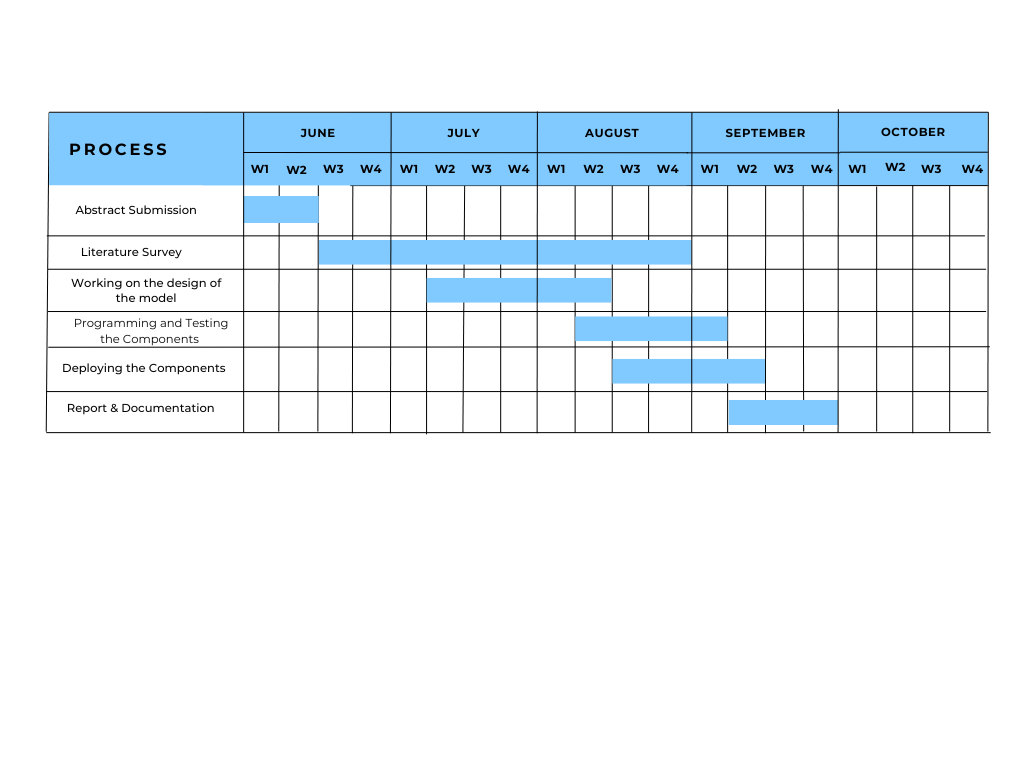 PROCESS
JUNE JULY AUGUST SEPTEMBER OCTOBER
W1 W2 W3 W4 W1 W2 W3 W4 W1 W2 W3 W4 W1 W2 W3 W4 W1 W2 W3 W4
Abstract Submission
Literature Survey
Working on the design of
the model
Programming and Testing
the Components
Deploying the Components
Report & Documentation